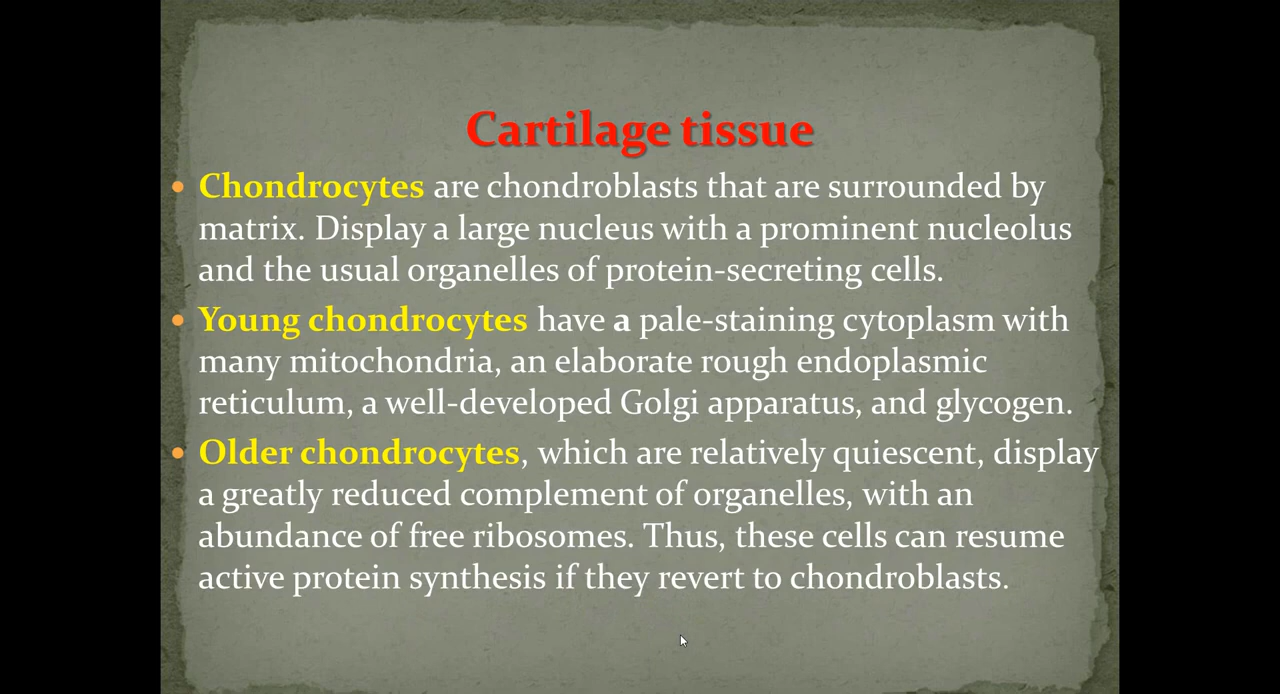 Cartilage tissue
• Chondrocytes are chondroblasts that are surrounded by
matrix. Display a large nucleus with a prominent nucleolus
and the usual organelles of protein-secreting cells.
• Young chondrocytes have a pale-staining cytoplasm with
many mitochondria, an elaborate rough endoplasmic
reticulum, a well-developed Golgi apparatus, and glycogen.
• Older chondrocytes, which are relatively quiescent, display
a greatly reduced complement of organelles, with an
abundance of free ribosomes. Thus, these cells can resume
active protein synthesis if they revert to chondroblasts.